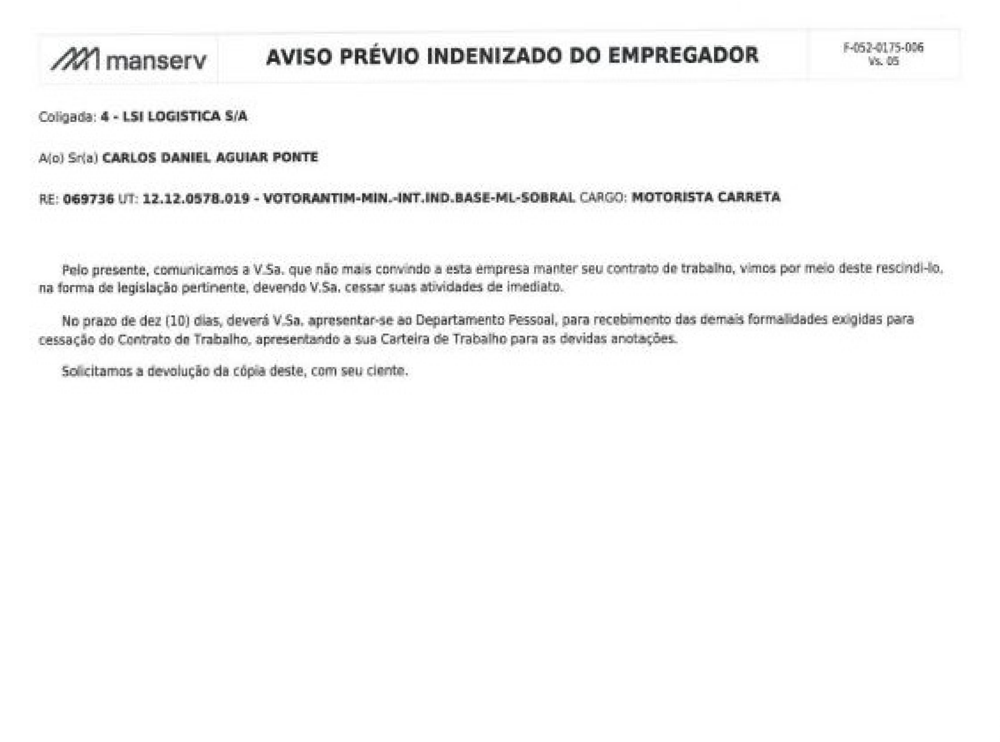 manserv
AVISO PRÉVIO INDENIZADO DO EMPREGADOR
F-052-0175-006
Vs. 05
Coligada: 4 - LSI LOGISTICA S/A
A(o) Sr(a) CARLOS DANIEL AGUIAR PONTE
RE: 069736 UT: 12.12.0578.019 - VOTORANTIM-MIN.-INT.IND.BASE-ML-SOBRAL CARGO: MOTORISTA CARRETA
Pelo presente, comunicamos a V.Sa. que não mais convindo a esta empresa manter seu contrato de trabalho, vimos por meio deste rescindi-lo,
na forma de legislação pertinente, devendo V.Sa. cessar suas atividades de imediato.
No prazo de dez (10) dias, deverá V.Sa. apresentar-se ao Departamento Pessoal, para recebimento das demais formalidades exigidas para
cessação do Contrato de Trabalho, apresentando a sua Carteira de Trabalho para as devidas anotações.
Solicitamos a devolução da cópia deste, com seu ciente.